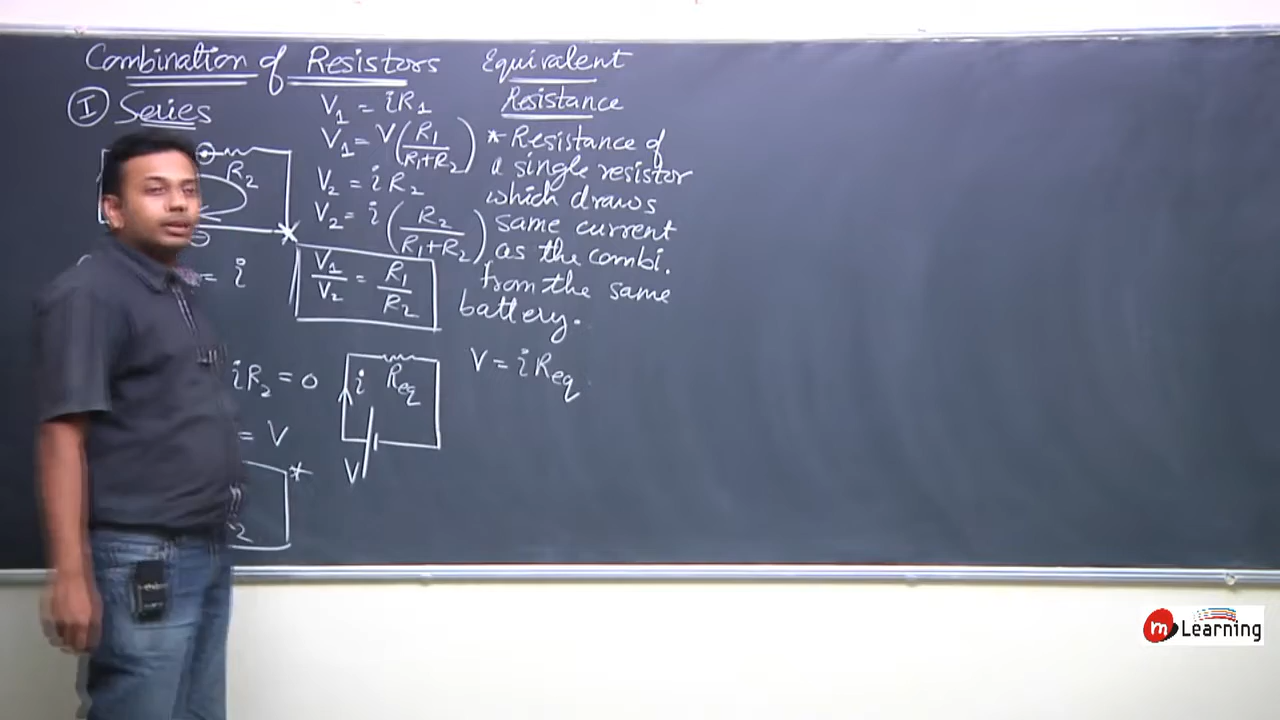 Combination of Resistors
I Series
R2
= i
iR2 = 0
= V
2
*
V1 = iR1
V1 = V(R1/R1+R2)
V2 = iR2
V2 = i(R2/R1+R2)
V1/V2 = R1/R2
i Req
V
Equivalent
Resistance
* Resistance of
a single resistor
which draws
same current
as the combi.
from the same
battery.
V = iReq
m Learning